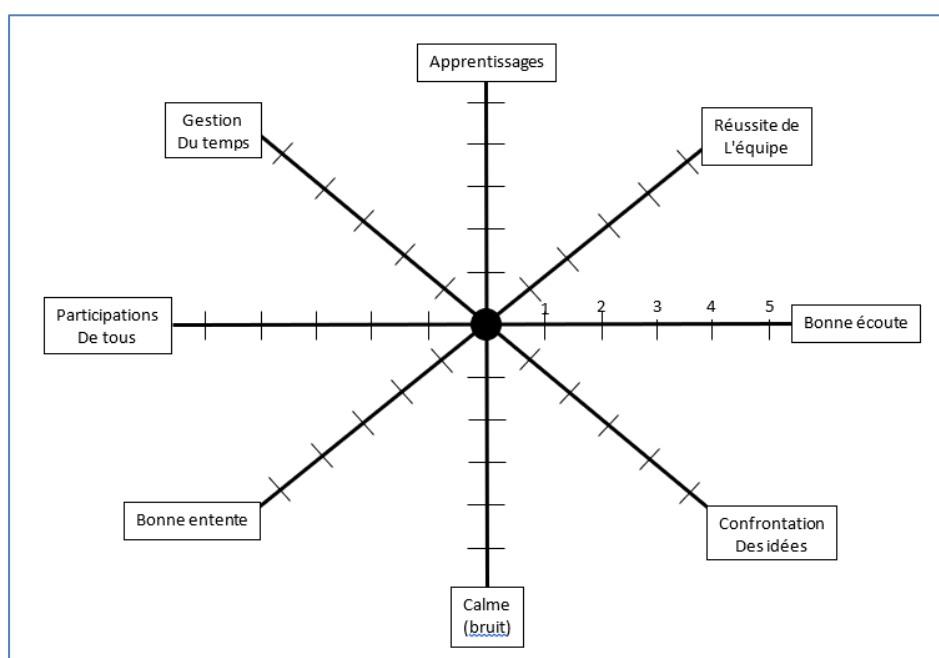 Apprentissages
Gestion
Du temps
Réussite de
L'équipe
1 2 3 4 5
Participations
De tous
Bonne écoute
Bonne entente
Confrontation
Des idées
Calme
(bruit)